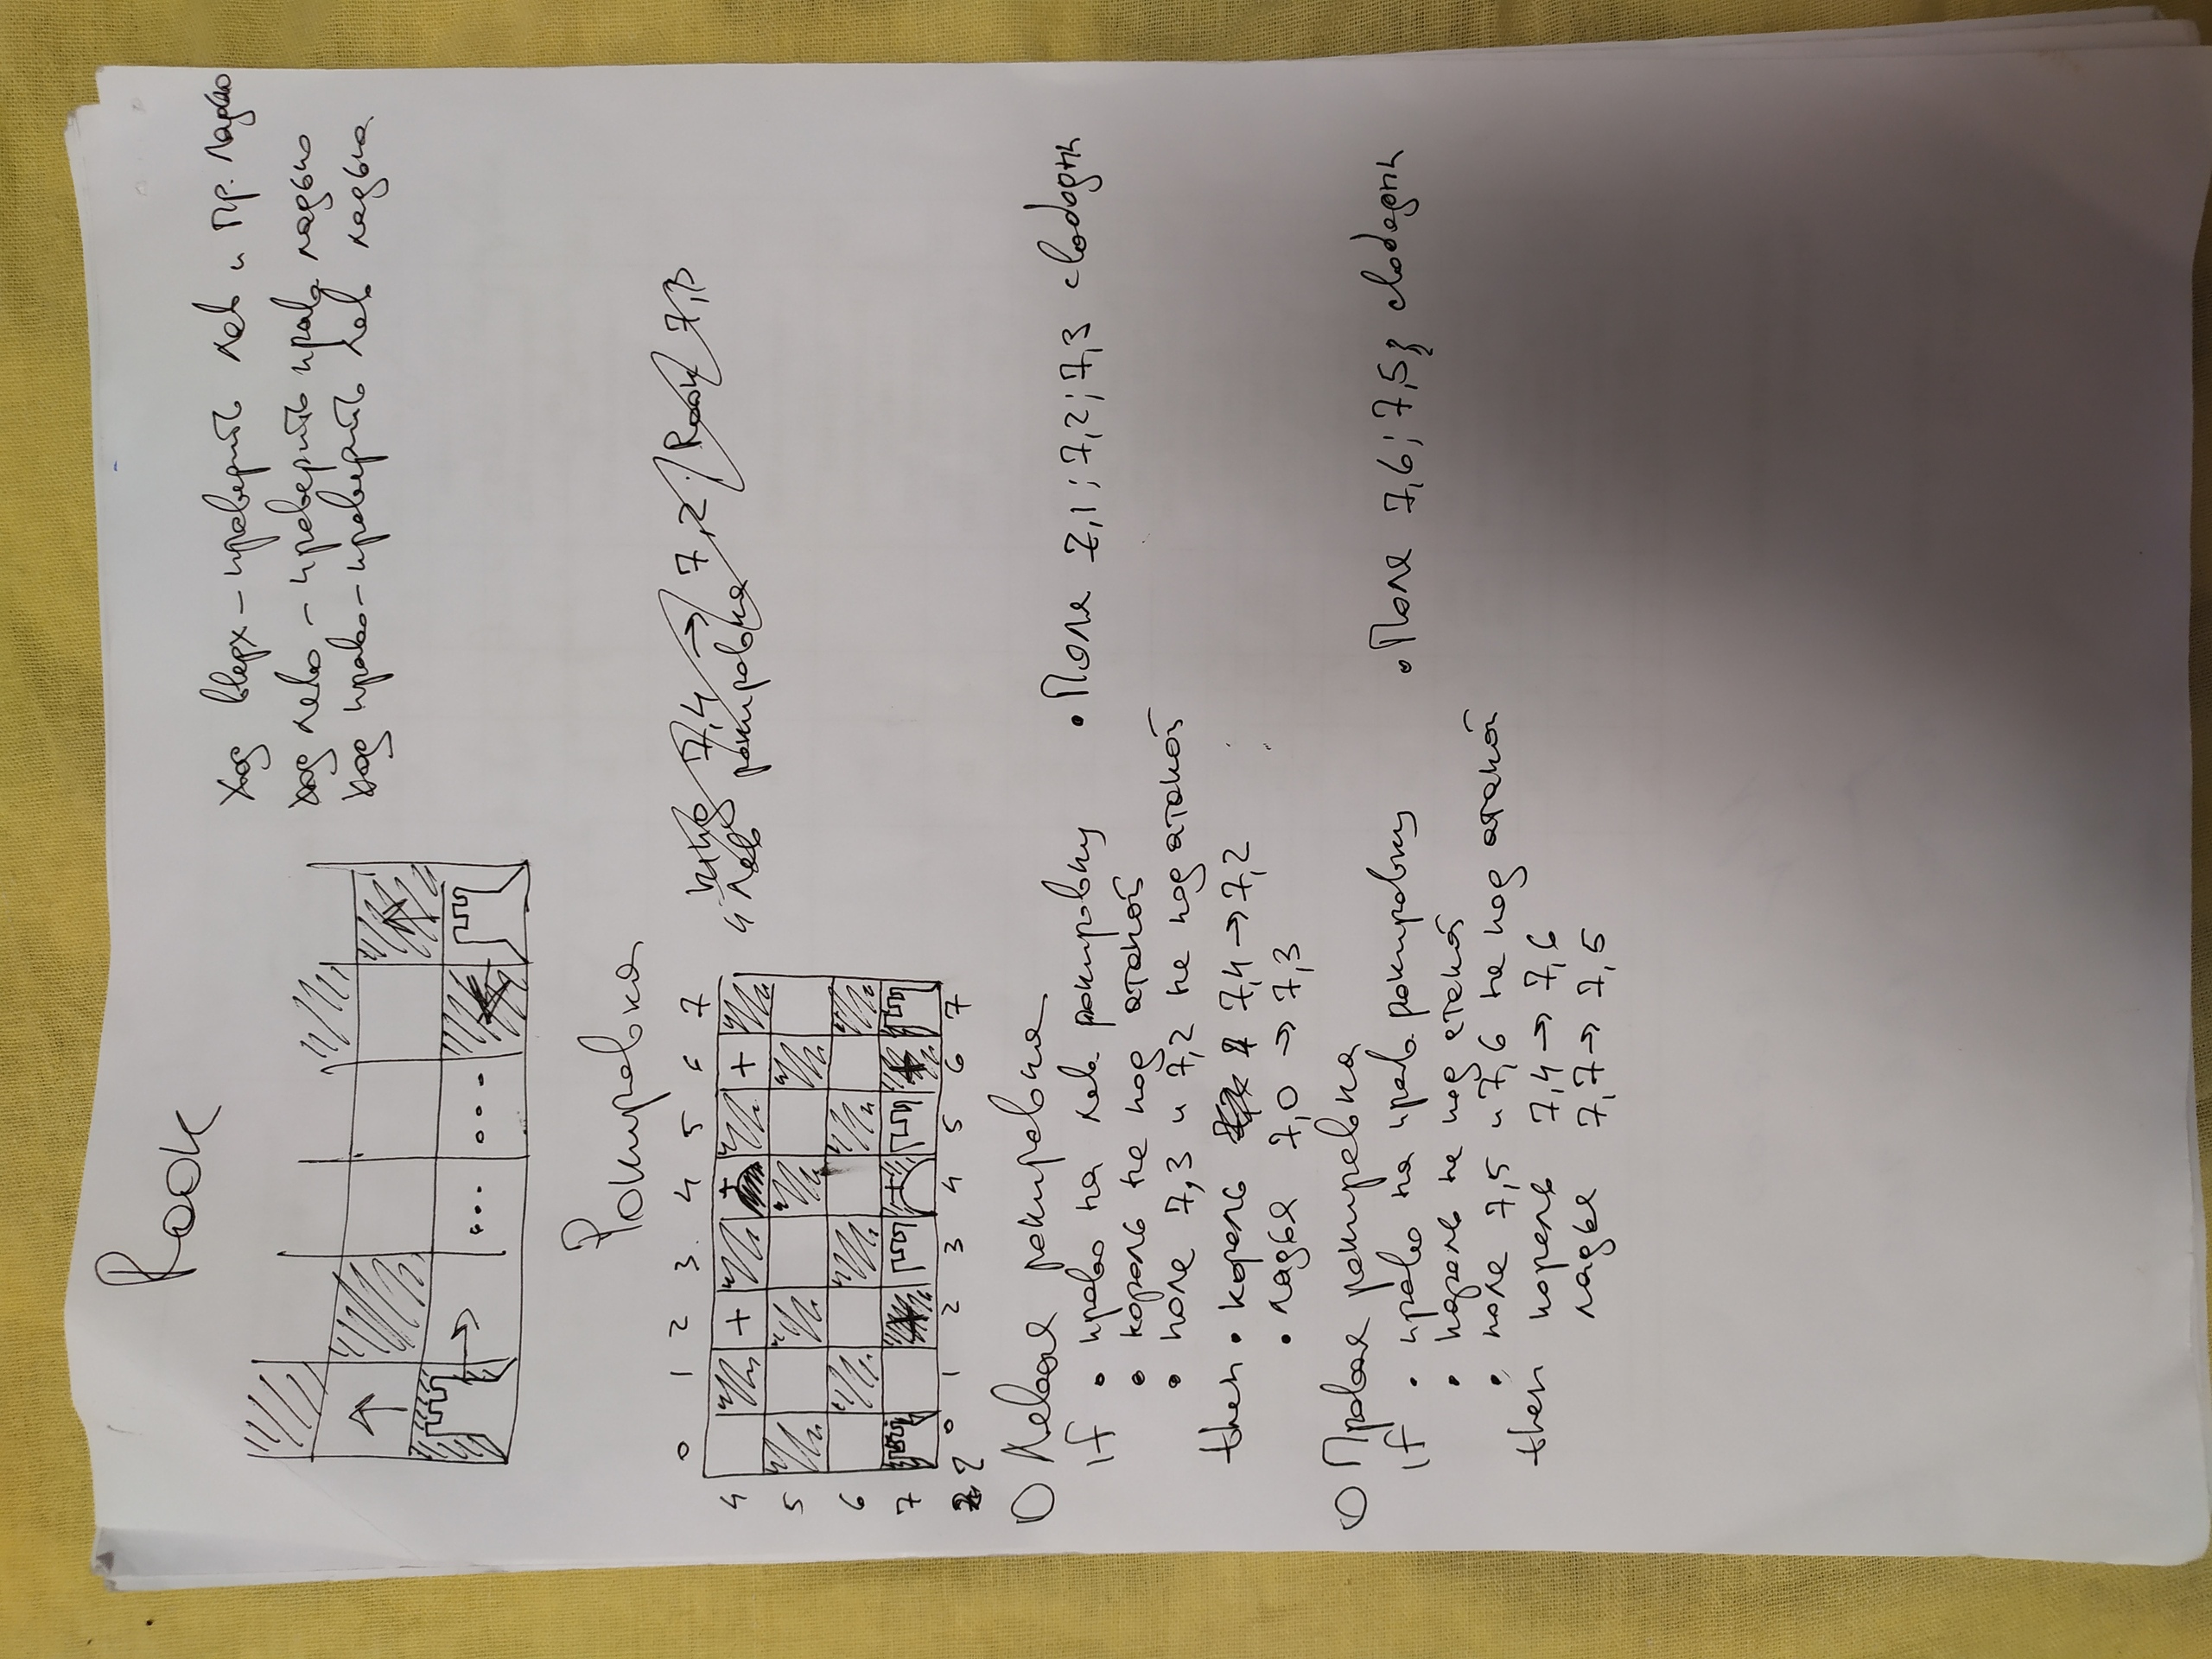 Rook
Ход вверх – проверить лев и пр. ладью
ход лево – проверить прав ладью
ход право – проверить лев ладью
Рокировка
7,4 → 7,2 / Rook 7,3
лев рокировка
0 1 2 3 4 5 6 7
4
5
6
7
0 1 2 3 4 5 6 7
Левая рокировка
if • право на лев рокировку • Поля 7,1; 7,2; 7,3 свободны
• король не под атакой
• поле 7,3 и 7,2 не под атакой
then • король 7,4 → 7,2
• ладья 7,0 → 7,3
Правая рокировка
if • право на прав рокировку • Поля 7,6; 7,5; свободны
• король не под атакой
• поле 7,5 и 7,6 не под атакой
then король 7,4 → 7,6
ладья 7,7 → 7,5